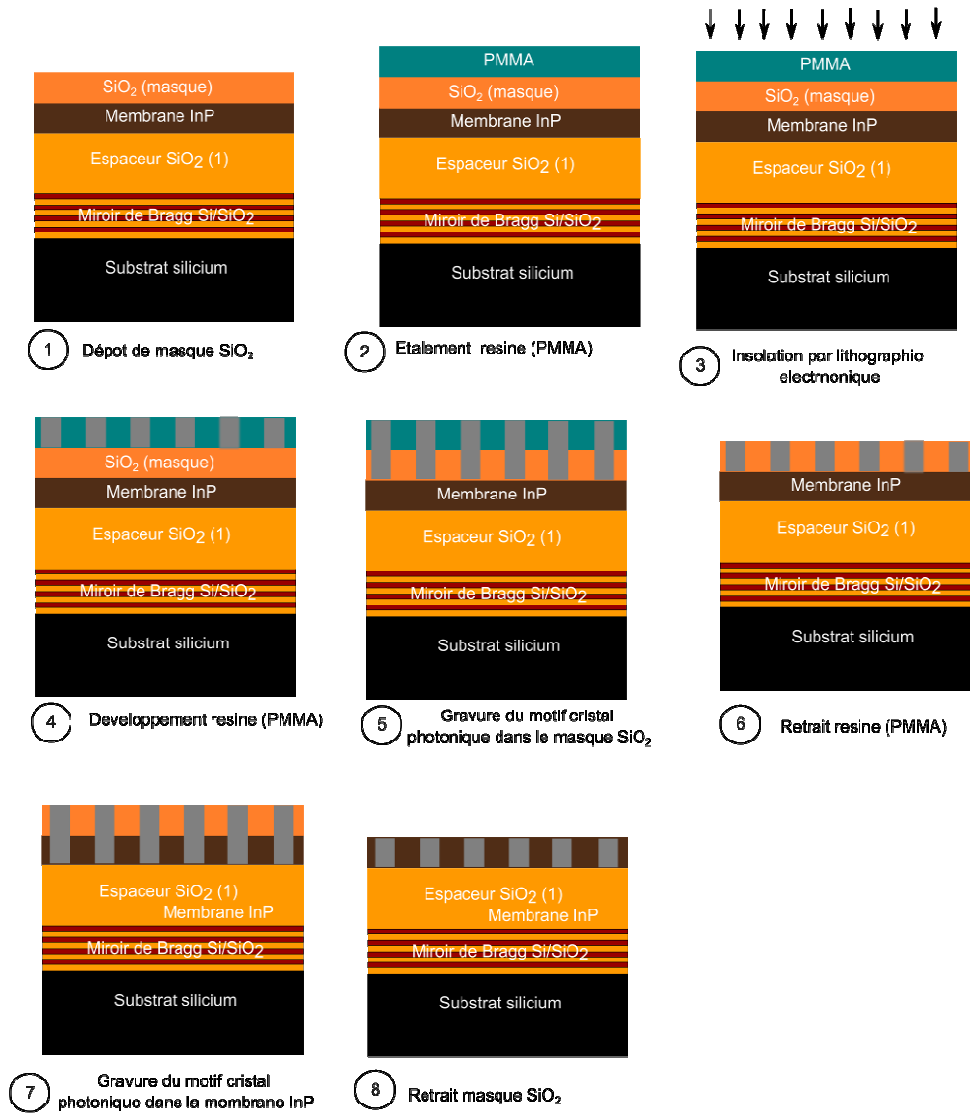 SiO2 (masque)
Membrane InP
Espaceur SiO2 (1)
Miroir de Bragg Si/SiO2
Substrat silicium
1 Dépot de masque SiO2
PMMA
SiO2 (masque)
Membrane InP
Espaceur SiO2 (1)
Miroir de Bragg Si/SiO2
Substrat silicium
2 Etalement resine (PMMA)
PMMA
SiO2 (masque)
Membrane InP
Espaceur SiO2 (1)
Miroir de Bragg Si/SiO2
Substrat silicium
3 Insolation par lithographio
electmonique
SiO2 (masque)
Membrane InP
Espaceur SiO2 (1)
Miroir de Bragg Si/SiO2
Substrat silicium
4 Developpement resine (PMMA)
Membrane InP
Espaceur SiO2 (1)
Miroir de Bragg Si/SiO2
Substrat silicium
5 Gravure du motif cristal
photonique dans le masque SiO2
Membrane InP
Espaceur SiO2 (1)
Miroir de Bragg Si/SiO2
Substrat silicium
6 Retrait resine (PMMA)
Espaceur SiO2 (1)
Membrane InP
Miroir de Bragg Si/SiO2
Substrat silicium
7 Gravure du motif cristal
photonique dans la mombrane InP
Espaceur SiO2 (1)
Membrane InP
Miroir de Bragg Si/SiO2
Substrat silicium
8 Retrait masque SiO2